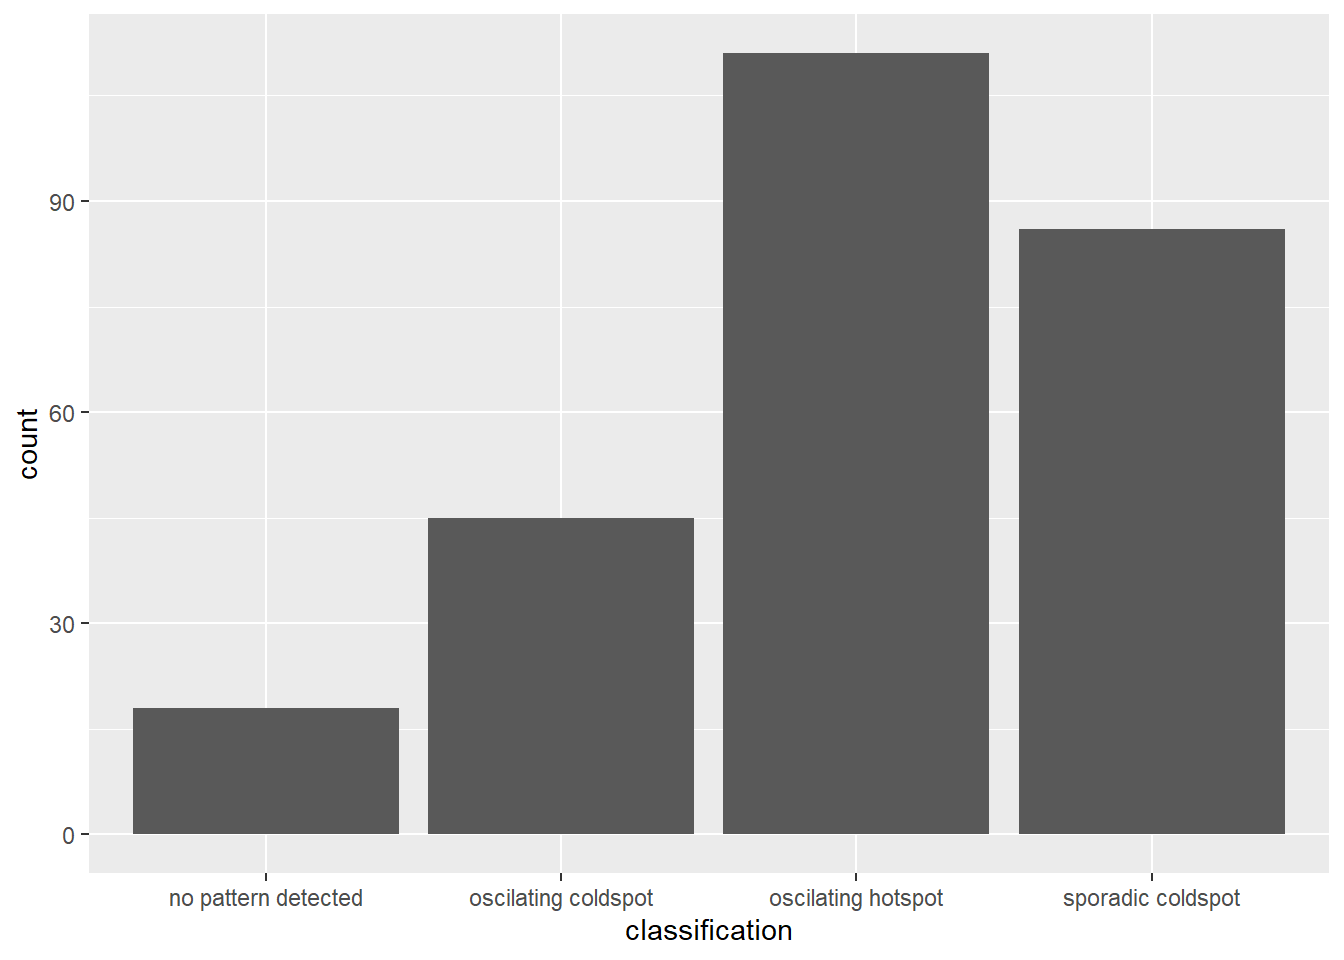 count
90
60
30
0
no pattern detected
oscilating coldspot
oscilating hotspot
sporadic coldspot
classification